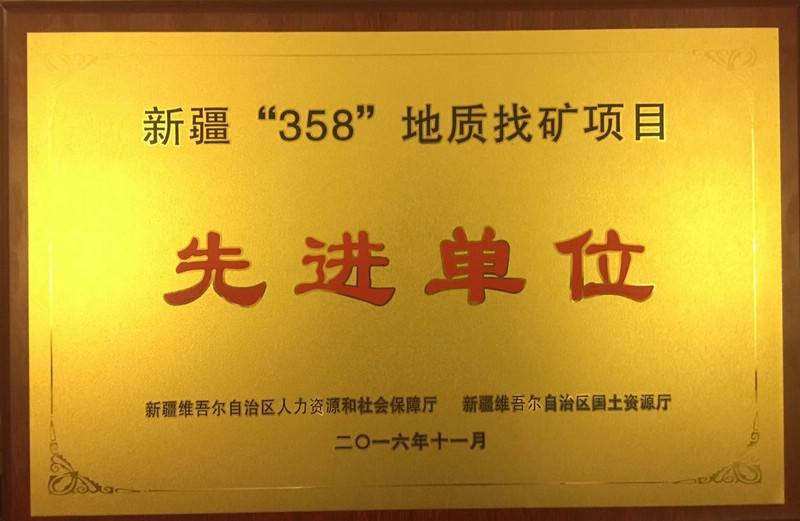 新疆“358”地质找矿项目
先进单位
新疆维吾尔自治区人力资源和社会保障厅 新疆维吾尔自治区国土资源厅
二〇一六年十一月